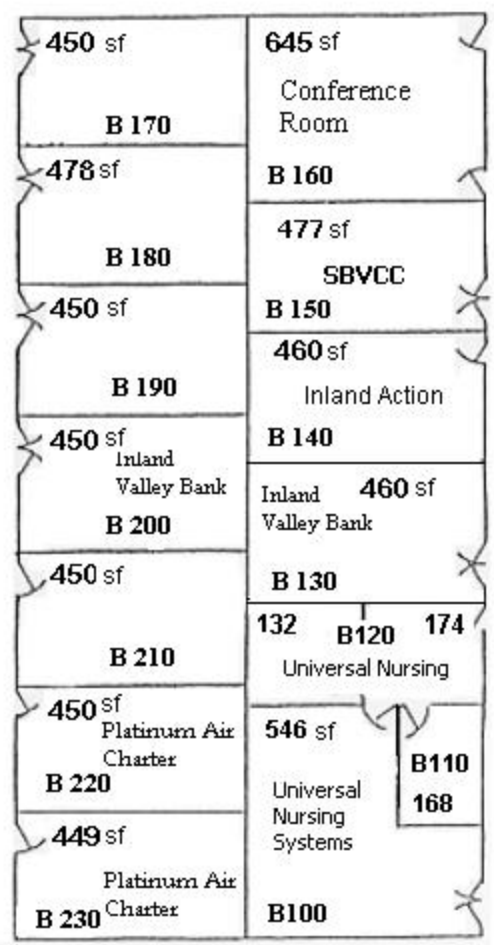 450 sf
B 170
478 sf
B 180
450 sf
B 190
450 sf
Inland
Valley Bank
B 200
450 sf
B 210
450 sf
Platinum Air
Charter
B 220
449 sf
Platinum Air
Charter
B 230
645 sf
Conference
Room
B 160
477 sf
SBVCC
B 150
460 sf
Inland Action
B 140
460 sf
Inland
Valley Bank
B 130
132
B120
174
Universal Nursing
546 sf
B110
168
Universal
Nursing
Systems
B100